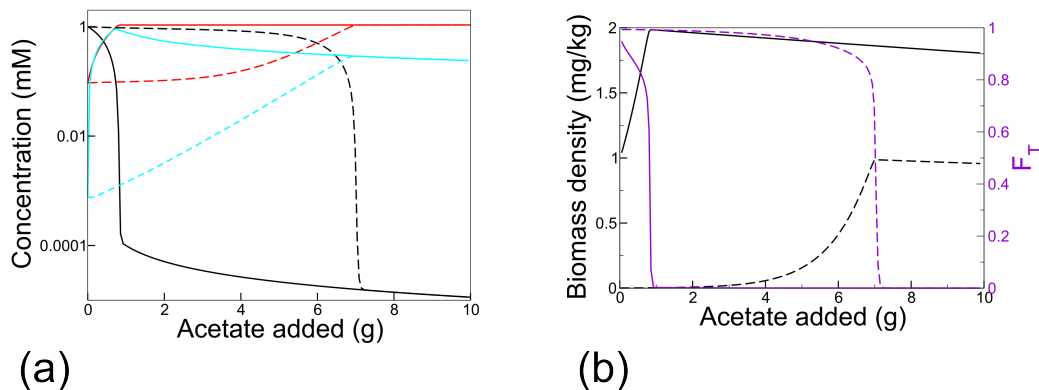 Concentration (mM)
1
0.01
0.0001
0 2 4 6 8 10
Acetate added (g)
(a)
Biomass density (mg/kg)
2
1.5
1
0.5
0
0 2 4 6 8 10
Acetate added (g)
1
0.8
0.6
0.4
0.2
0
F_T
(b)